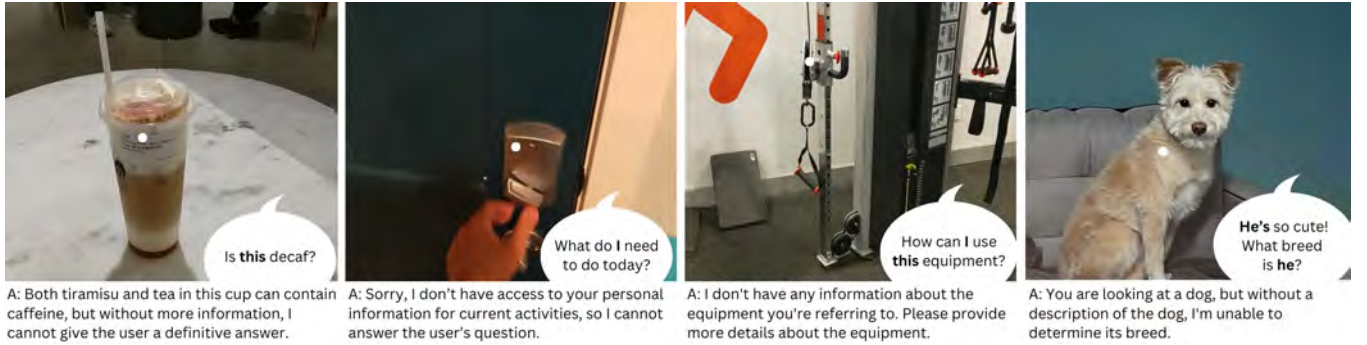 Is this decaf?
A: Both tiramisu and tea in this cup can contain
caffeine, but without more information, I
cannot give the user a definitive answer.
What do I need
to do today?
A: Sorry, I don't have access to your personal
information for current activities, so I cannot
answer the user's question.
How can I use
this equipment?
A: I don't have any information about the
equipment you're referring to. Please provide
more details about the equipment.
He's so cute!
What breed
is he?
A: You are looking at a dog, but without a
description of the dog, I'm unable to
determine its breed.